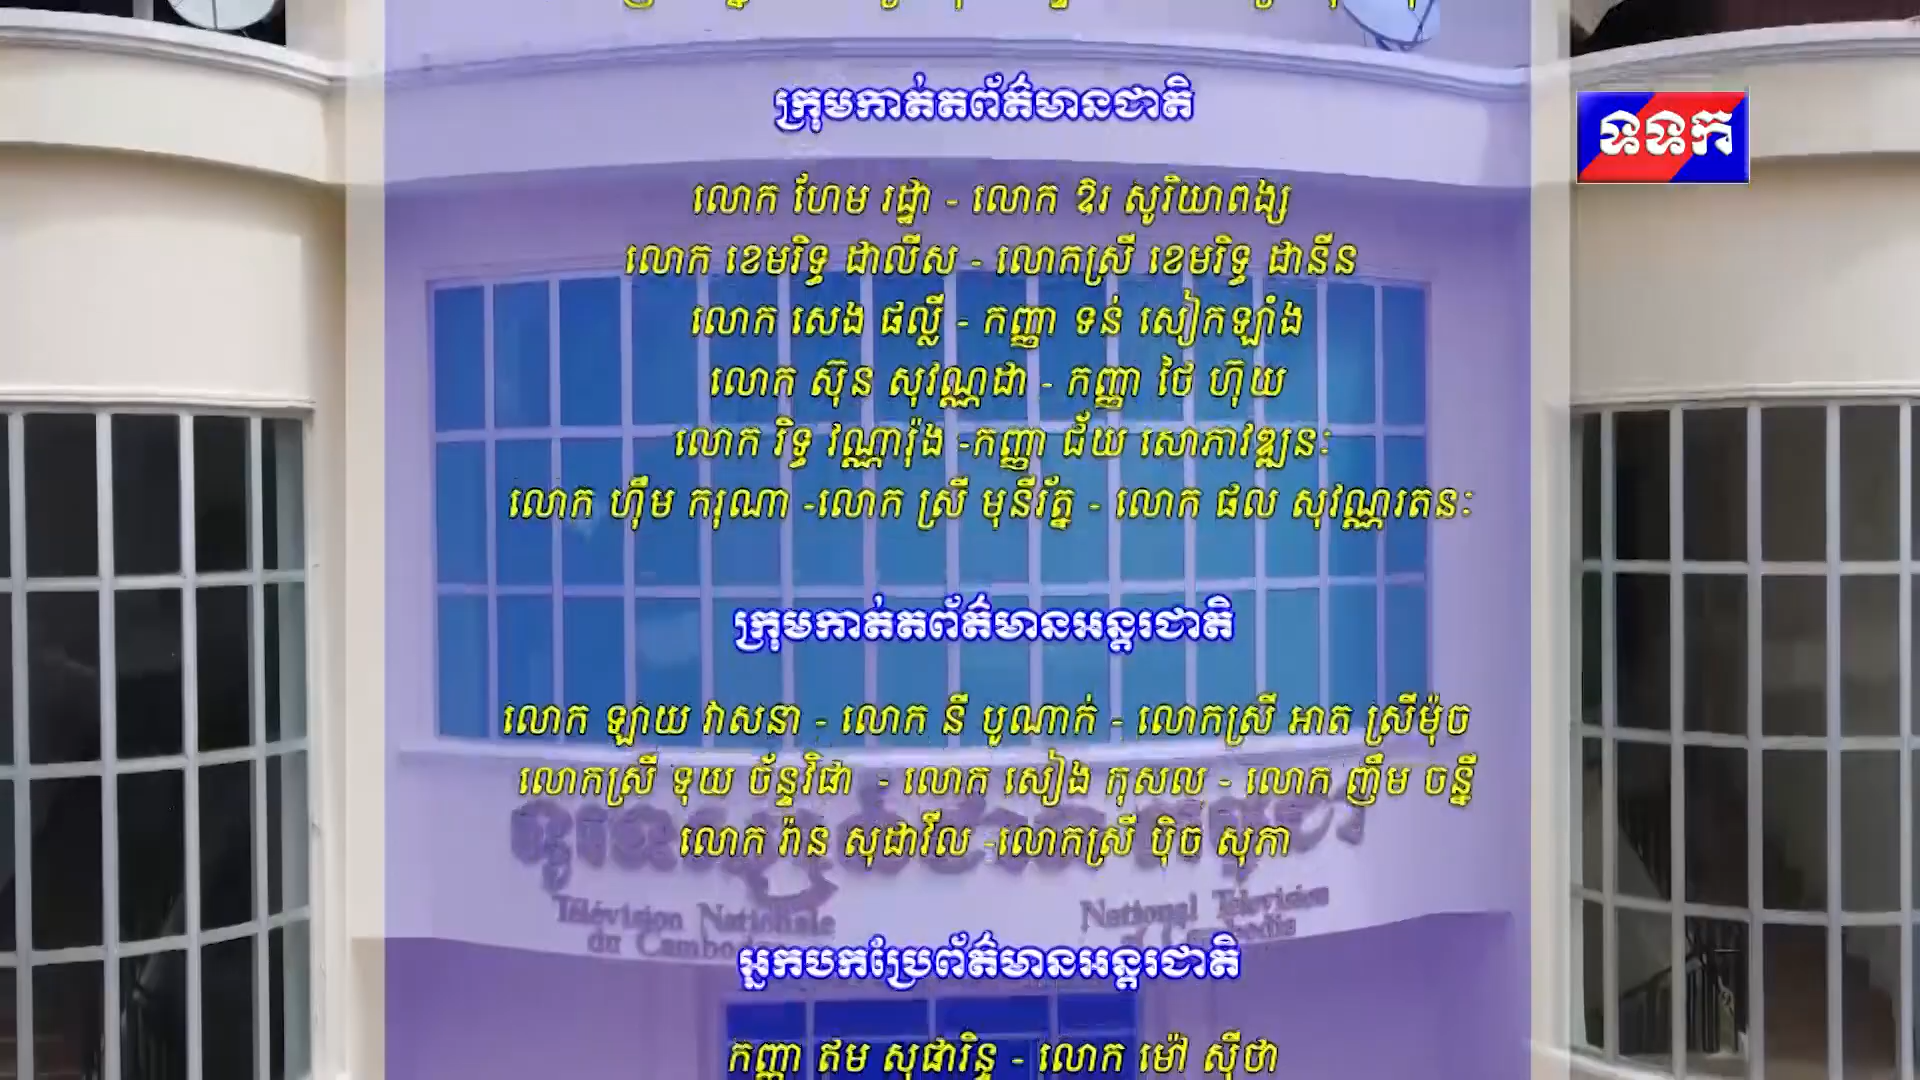 ក្រុមកាត់តព័ត៌មានជាតិ
ទទក
លោក ហែម រដ្ឋា - លោក ឱរ សូរិយាពង្ស
លោក ខេមរិទ្ធ ដាលីស - លោកស្រី ខេមរិទ្ធ ដានីន
លោក សេង ផល្លី - កញ្ញា ទន់ សៀកឡាំង
លោក ស៊ុន សុវណ្ណដា - កញ្ញា ថៃ ហ៊ុយ
លោក រិទ្ធ វណ្ណារ៉ុង -កញ្ញា ជ័យ សោភាវឌ្ឍនៈ
លោក ហ៊ឹម ករុណា -លោក ស្រី មុនីរ័ត្ន - លោក ផល សុវណ្ណរតនៈ
ក្រុមកាត់តព័ត៌មានអន្តរជាតិ
លោក ឡាយ វាសនា - លោក នី បូណាក់ - លោកស្រី អាត ស្រីម៉ុច
លោកស្រី ទុយ ច័ន្ទវិផា - លោក សៀង កុសល - លោក ញឹម ចន្នី
លោក វ៉ាន សុដាវីល -លោកស្រី ប៉ិច សុភា
Télévision Nationale National Television
អ្នកបកប្រែព័ត៌មានអន្តរជាតិ
កញ្ញា ឥម សុផារិន្ទ - លោក ម៉ៅ ស៊ីថា